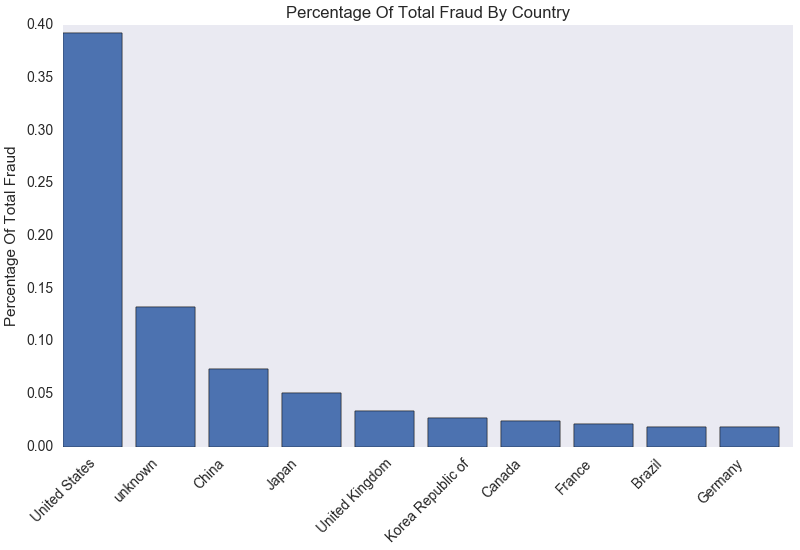 Percentage Of Total Fraud By Country
Percentage Of Total Fraud
0.40
0.35
0.30
0.25
0.20
0.15
0.10
0.05
0.00
United States
unknown
China
Japan
United Kingdom
Korea Republic of
Canada
France
Brazil
Germany